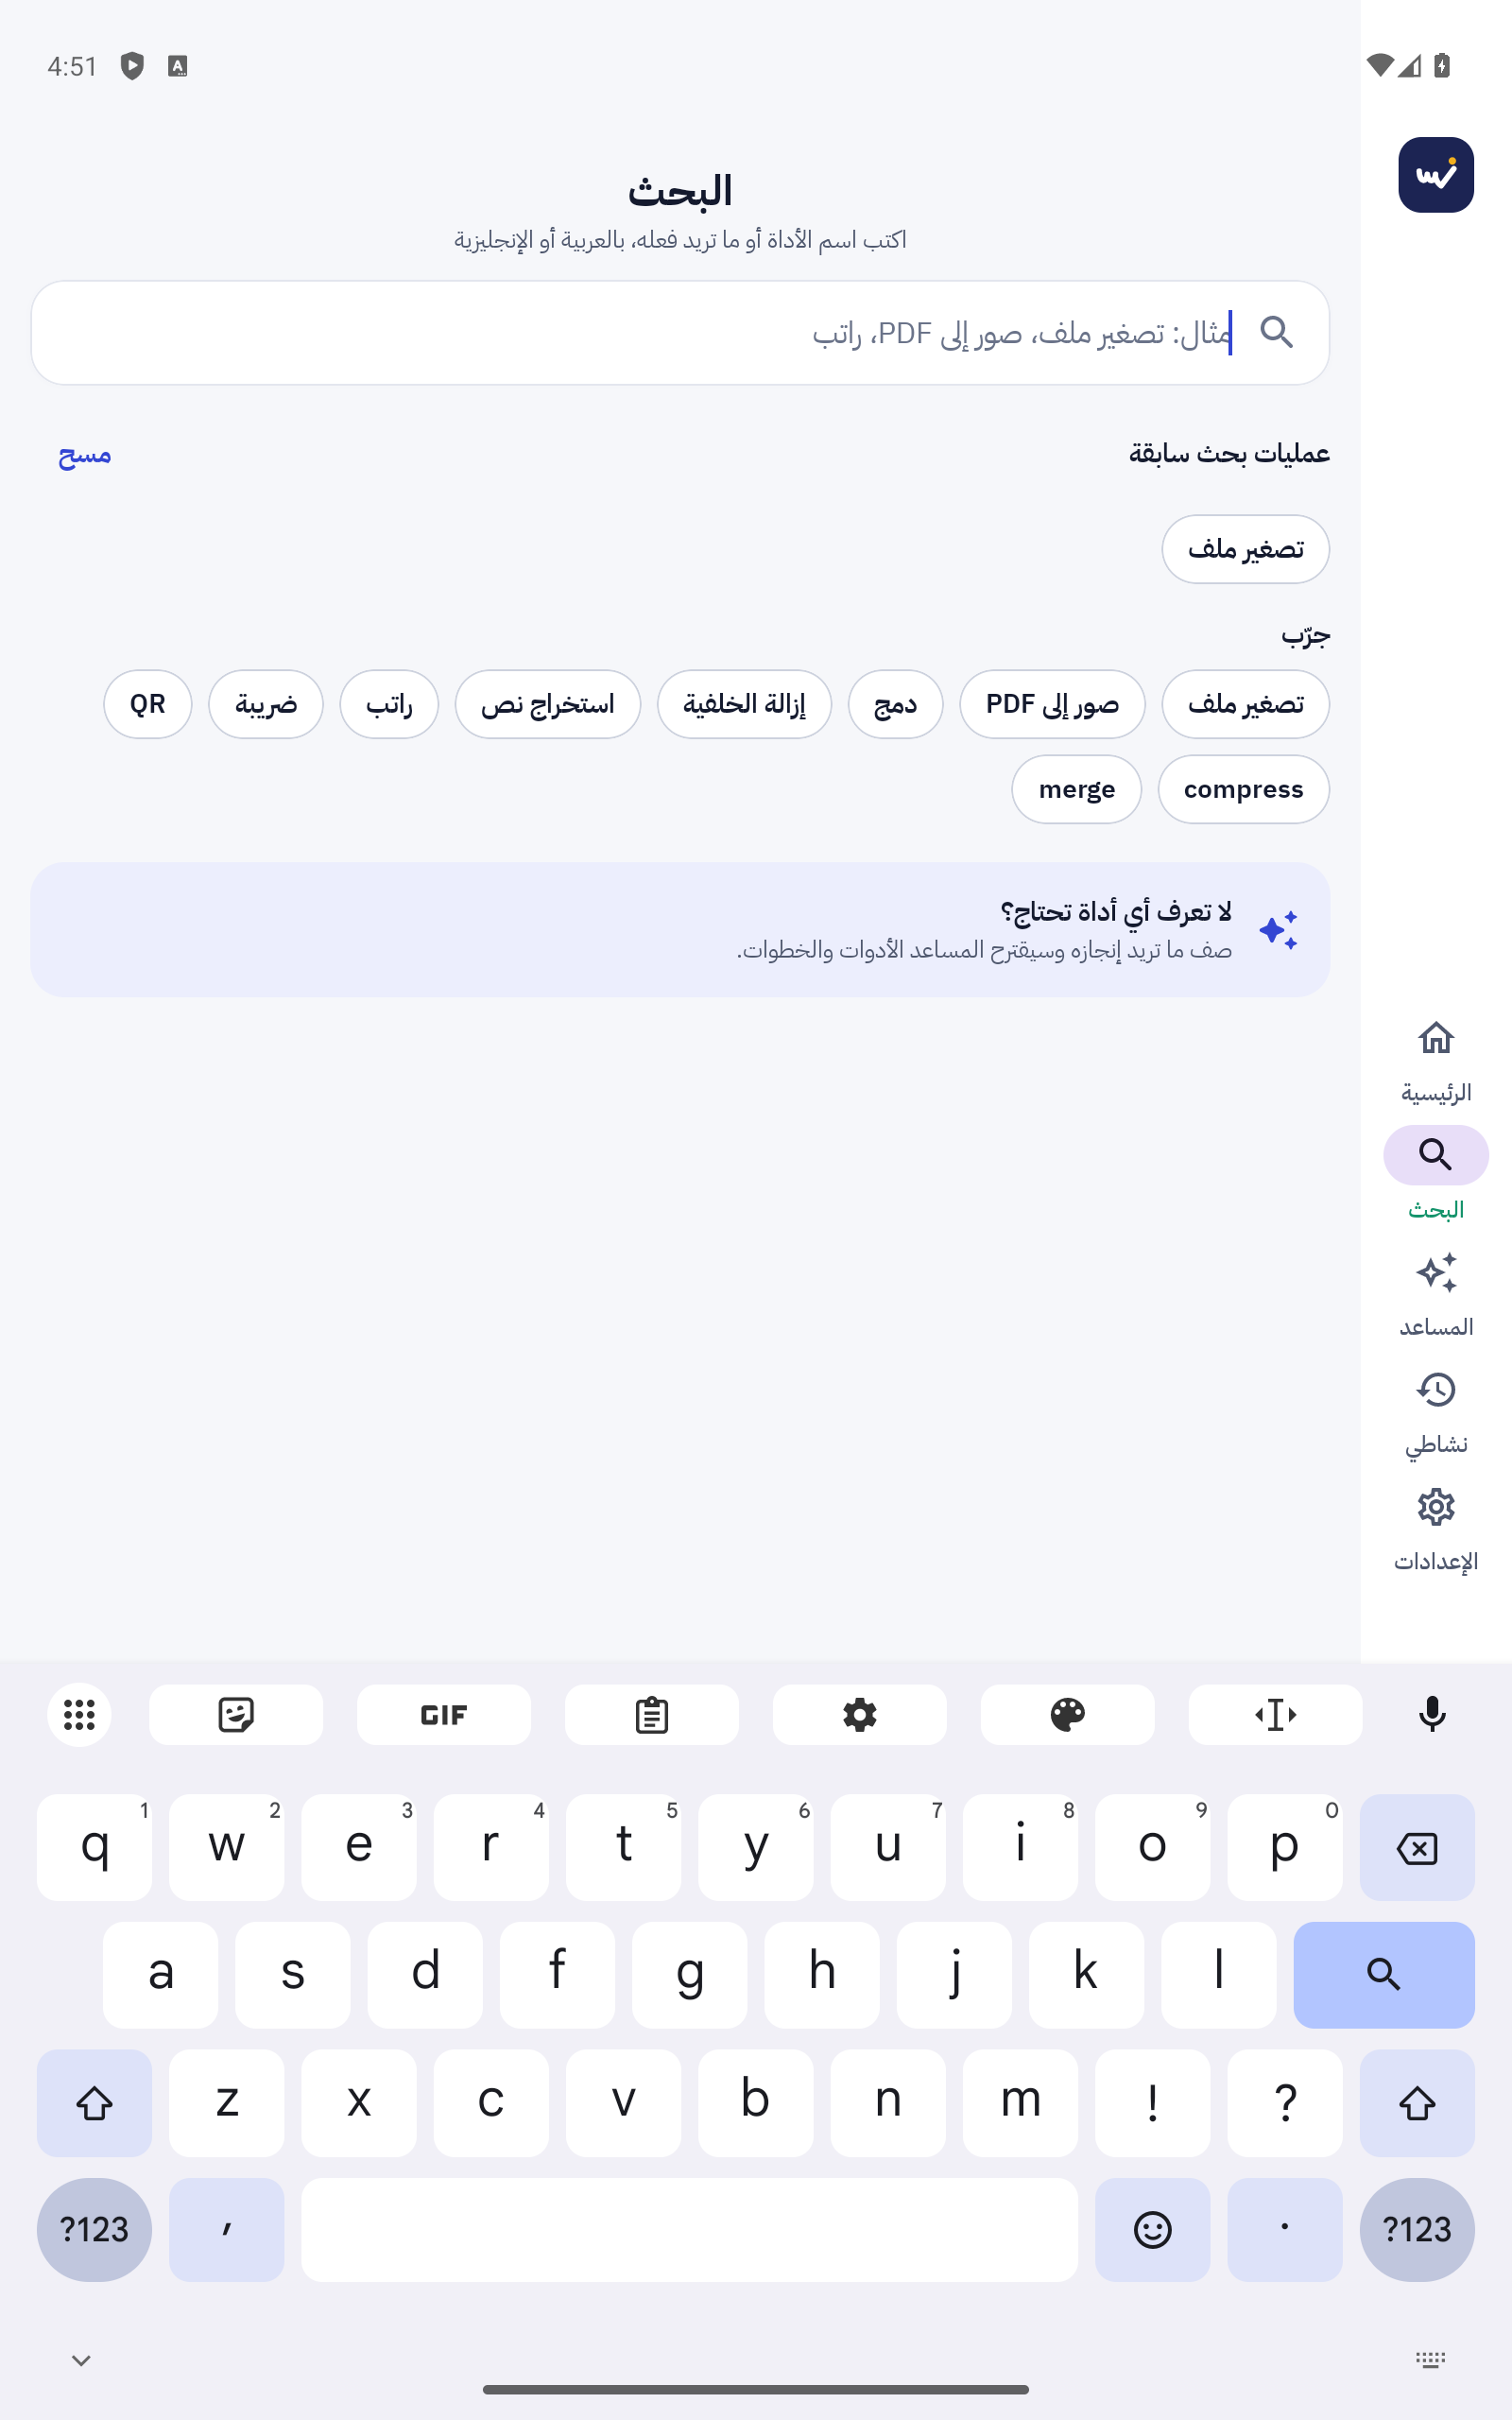 4:51
البحث
اكتب اسم الأداة أو ما تريد فعله، بالعربية أو الإنجليزية
مثال: تصغير ملف، صور إلى PDF، راتب
عمليات بحث سابقة
مسح
تصغير ملف
جرّب
تصغير ملف
صور إلى PDF
دمج
إزالة الخلفية
استخراج نص
راتب
ضريبة
QR
compress
merge
لا تعرف أي أداة تحتاج؟
صف ما تريد إنجازه وسيقترح المساعد الأدوات والخطوات.
الرئيسية
البحث
المساعد
نشاطي
الإعدادات
GIF
q 1 w 2 e 3 r 4 t 5 y 6 u 7 i 8 o 9 p 0
a s d f g h j k l
z x c v b n m ! ?
?123 , . ?123